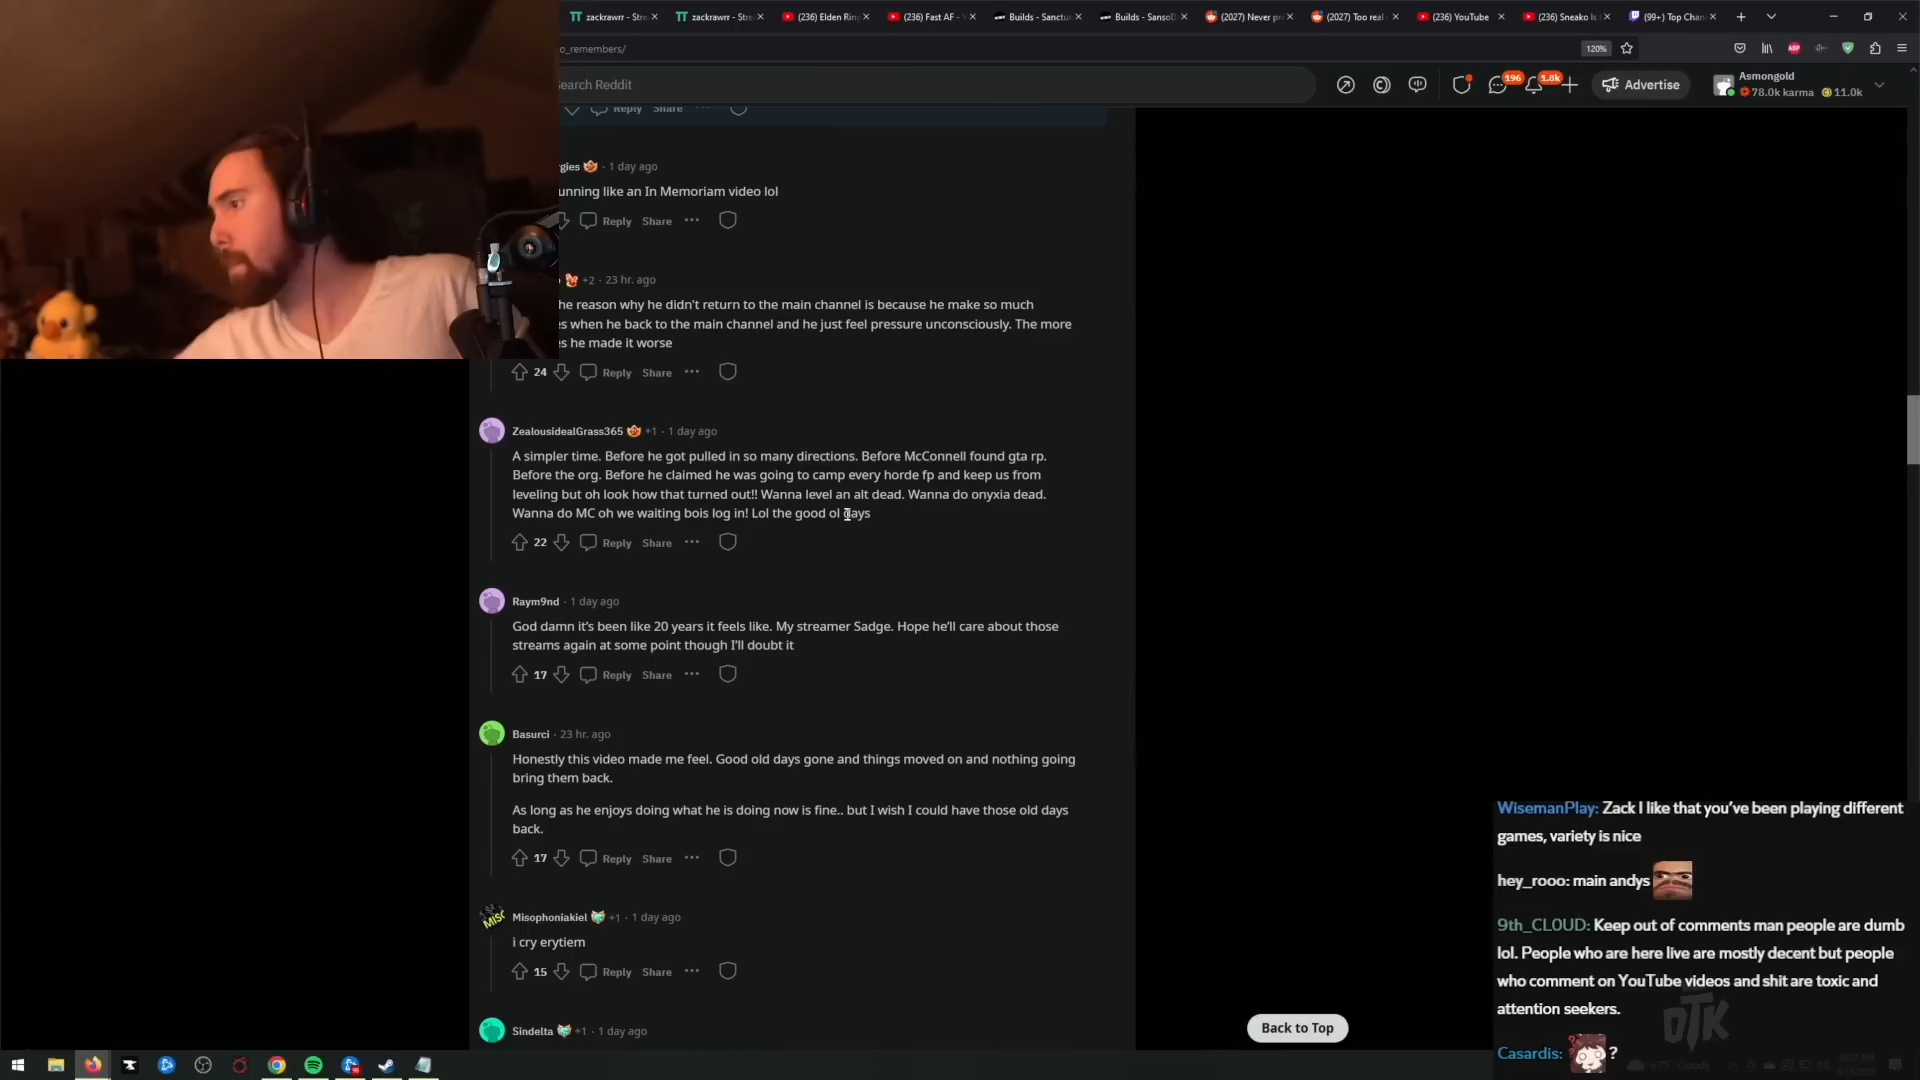 zackrawrr - Stre
zackrawrr - Stre
(236) Elden Rin
(236) Fast AF -
Builds - Sanctu
Builds - SansoD
(2027) Never p
(2027) Too real
(236) YouTube
(236) Sneako Is
(99+) Top Chan
o_remembers/
120%
Search Reddit
196
1.8k
Advertise
Asmongold
78.0k karma
11.0k
Reply Share ...
gies · 1 day ago
unning like an In Memoriam video lol
Reply Share ...
+2 · 23 hr. ago
he reason why he didn't return to the main channel is because he make so much
es when he back to the main channel and he just feel pressure unconsciously. The more
es he made it worse
24 Reply Share ...
ZealousidealGrass365 +1 · 1 day ago
A simpler time. Before he got pulled in so many directions. Before McConnell found gta rp.
Before the org. Before he claimed he was going to camp every horde fp and keep us from
leveling but oh look how that turned out!! Wanna level an alt dead. Wanna do onyxia dead.
Wanna do MC oh we waiting bois log in! Lol the good ol days
22 Reply Share ...
Raym9nd · 1 day ago
God damn it's been like 20 years it feels like. My streamer Sadge. Hope he'll care about those
streams again at some point though I'll doubt it
17 Reply Share ...
Basurci · 23 hr. ago
Honestly this video made me feel. Good old days gone and things moved on and nothing going
bring them back.
As long as he enjoys doing what he is doing now is fine.. but I wish I could have those old days
back.
17 Reply Share ...
MISC
Misophoniakiel +1 · 1 day ago
i cry erytiem
15 Reply Share ...
Sindelta +1 · 1 day ago
Back to Top
WisemanPlay: Zack I like that you've been playing different
games, variety is nice
hey_rooo: main andys
9th_CL0UD: Keep out of comments man people are dumb
lol. People who are here live are mostly decent but people
who comment on YouTube videos and shit are toxic and
attention seekers.
OTK
Casardis: ?